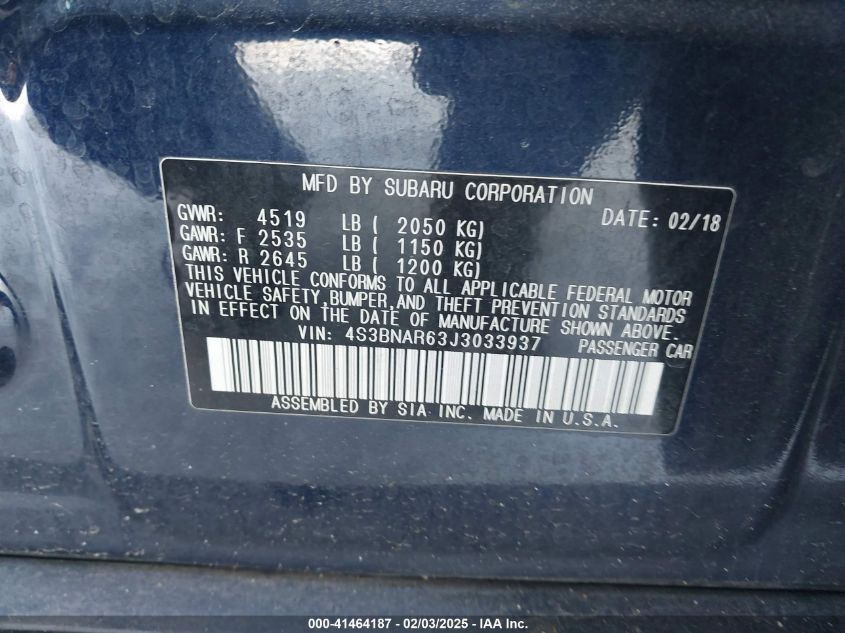 MFD BY SUBARU CORPORATION
GVWR: 4519 LB ( 2050 KG) DATE: 02/18
GAWR: F 2535 LB ( 1150 KG)
GAWR: R 2645 LB ( 1200 KG)
THIS VEHICLE CONFORMS TO ALL APPLICABLE FEDERAL MOTOR
VEHICLE SAFETY,BUMPER,AND THEFT PREVENTION STANDARDS
IN EFFECT ON THE DATE OF MANUFACTURE SHOWN ABOVE.
VIN: 4S3BNAR63J3033937 PASSENGER CAR
ASSEMBLED BY SIA INC. MADE IN U.S.A.
000-41464187 - 02/03/2025 - IAAI.com